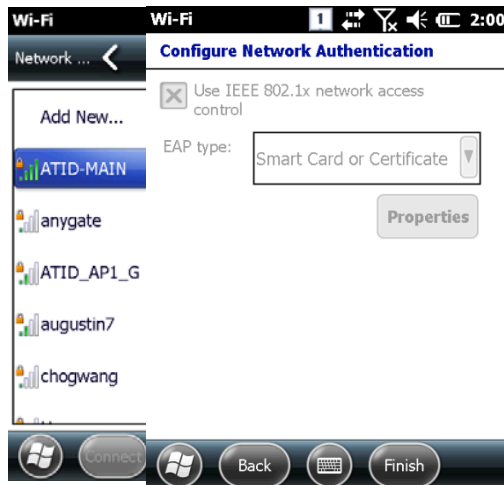 Wi-Fi
Network ...
Add New...
ATID-MAIN
anygate
ATID_AP1_G
augustin7
chogwang
Connect
Wi-Fi 1 2:00
Configure Network Authentication
Use IEEE 802.1x network access
control
EAP type:
Smart Card or Certificate
Properties
Back
Finish